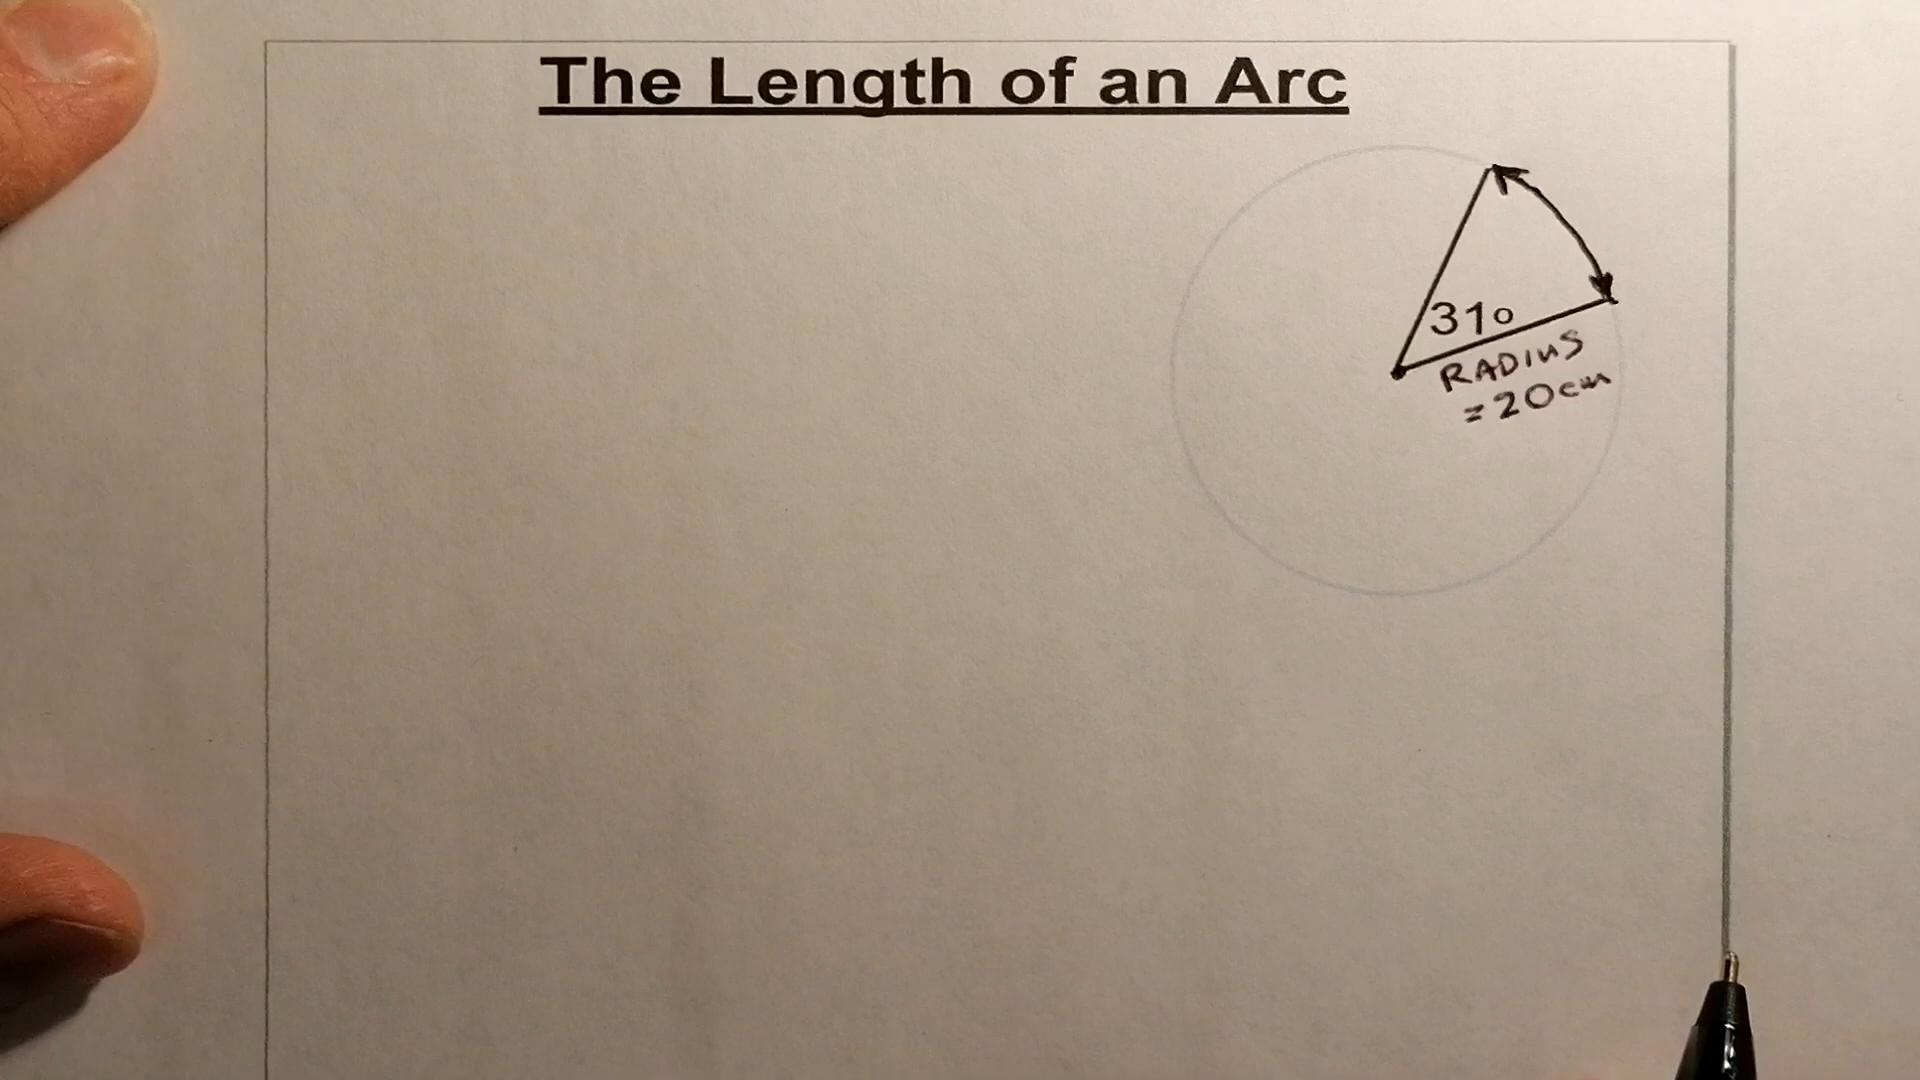 The Length of an Arc
31o
RADIUS
=20cm